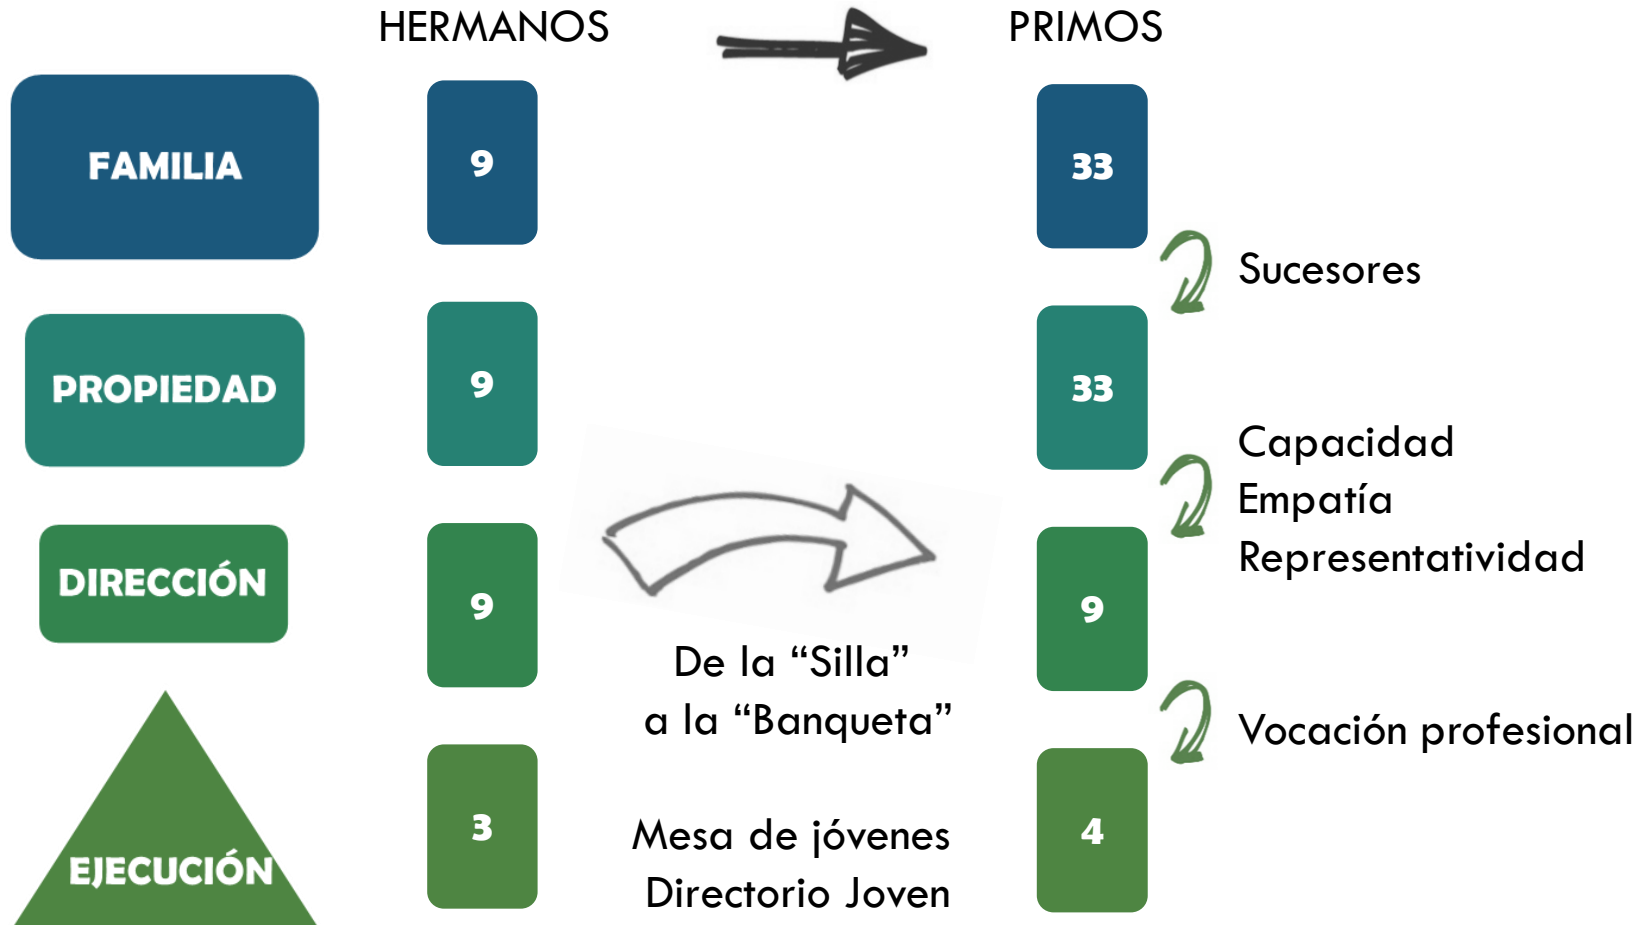 HERMANOS
PRIMOS
FAMILIA
9
33
Sucesores
PROPIEDAD
9
33
Capacidad
Empatía
Representatividad
DIRECCIÓN
9
9
De la “Silla”
a la “Banqueta”
Vocación profesional
EJECUCIÓN
3
4
Mesa de jóvenes
Directorio Joven